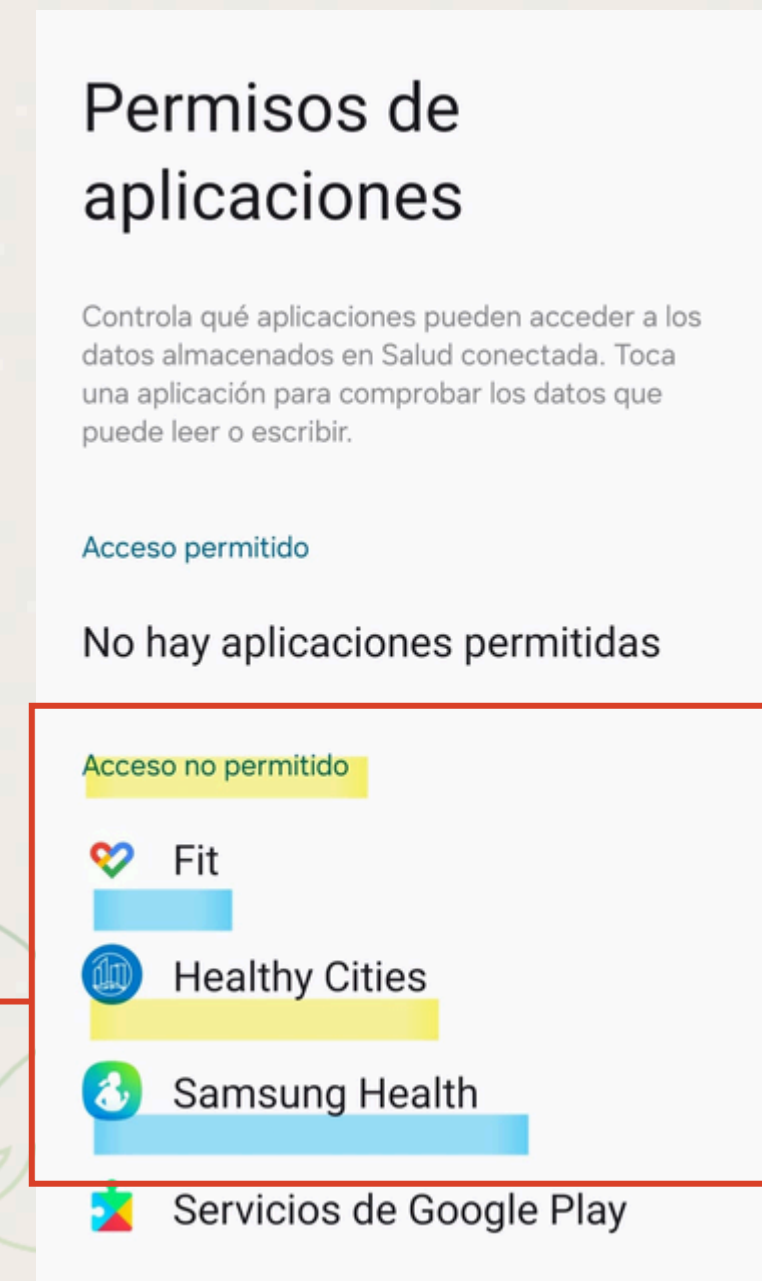 Permisos de
aplicaciones
Controla qué aplicaciones pueden acceder a los
datos almacenados en Salud conectada. Toca
una aplicación para comprobar los datos que
puede leer o escribir.
Acceso permitido
No hay aplicaciones permitidas
Acceso no permitido
Fit
Healthy Cities
Samsung Health
Servicios de Google Play